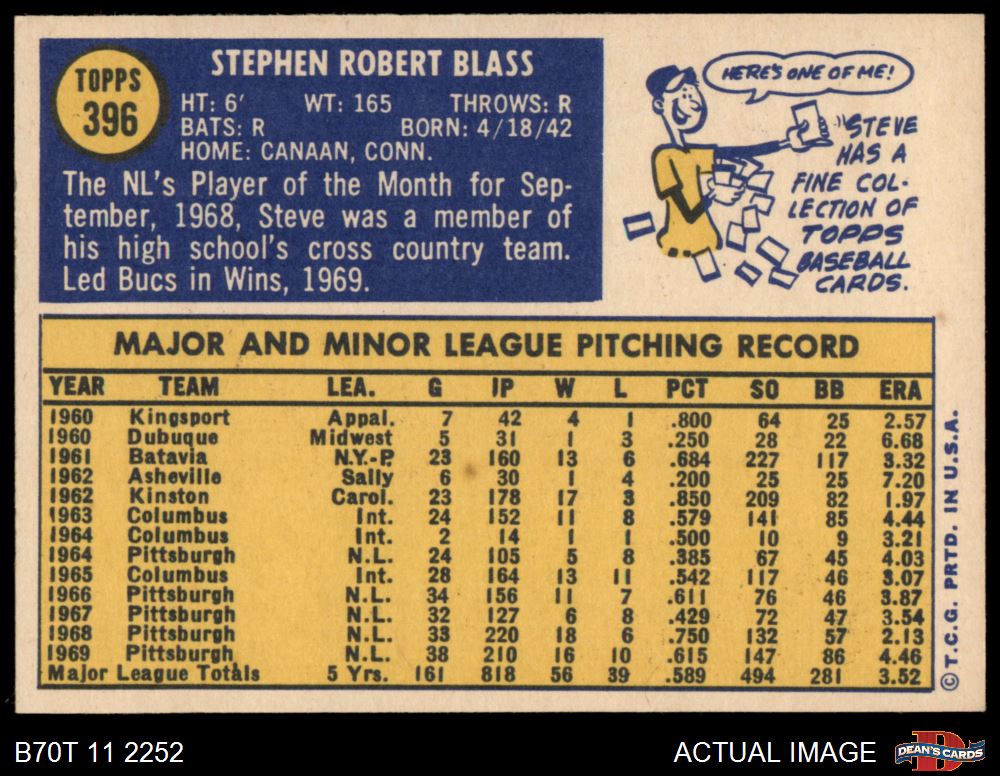 TOPPS
396
STEPHEN ROBERT BLASS
HT: 6' WT: 165 THROWS: R
BATS: R BORN: 4/18/42
HOME: CANAAN, CONN.
The NL's Player of the Month for Sep-
tember, 1968, Steve was a member of
his high school's cross country team.
Led Bucs in Wins, 1969.
HERE'S ONE OF ME!
STEVE
HAS A
FINE COL-
LECTION OF
TOPPS
BASEBALL
CARDS.
MAJOR AND MINOR LEAGUE PITCHING RECORD
YEAR TEAM LEA. G IP W L PCT SO BB ERA
1960 Kingsport Appal. 7 42 4 1 .800 64 25 2.57
1960 Dubuque Midwest 5 31 1 3 .250 28 22 6.68
1961 Batavia N.Y.-P. 23 160 13 6 .684 227 117 3.32
1962 Asheville Sally 6 30 1 4 .200 25 25 7.20
1962 Kinston Carol. 23 178 17 3 .850 209 82 1.97
1963 Columbus Int. 24 152 11 8 .579 141 85 4.44
1964 Columbus Int. 2 14 1 1 .500 10 9 3.21
1964 Pittsburgh N.L. 24 105 5 8 .385 67 45 4.03
1965 Columbus Int. 28 164 13 11 .542 117 46 3.07
1966 Pittsburgh N.L. 34 156 11 7 .611 76 46 3.87
1967 Pittsburgh N.L. 32 127 6 8 .429 72 47 3.54
1968 Pittsburgh N.L. 33 220 18 6 .750 132 57 2.13
1969 Pittsburgh N.L. 38 210 16 10 .615 147 86 4.46
Major League Totals 5 Yrs. 161 818 56 39 .589 494 281 3.52
© T.C.G. PRTD. IN U.S.A.
B70T 11 2252
ACTUAL IMAGE
DEAN'S CARDS